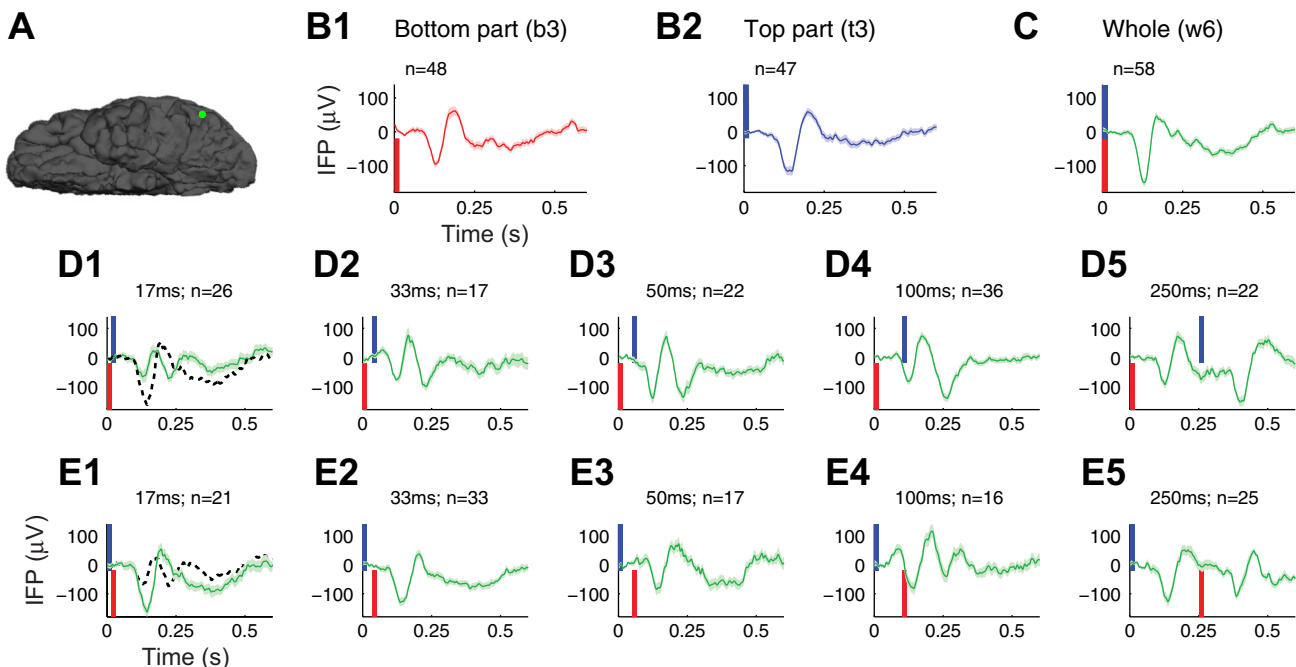 A
B1 Bottom part (b3)
B2 Top part (t3)
C Whole (w6)
n=48
n=47
n=58
IFP (μV)
100
0
−100
100
0
−100
100
0
−100
0 0.25 0.5
0 0.25 0.5
0 0.25 0.5
Time (s)
D1
D2
D3
D4
D5
17ms; n=26
33ms; n=17
50ms; n=22
100ms; n=36
250ms; n=22
100
0
−100
100
0
−100
100
0
−100
100
0
−100
100
0
−100
0 0.25 0.5
0 0.25 0.5
0 0.25 0.5
0 0.25 0.5
0 0.25 0.5
E1
E2
E3
E4
E5
17ms; n=21
33ms; n=33
50ms; n=17
100ms; n=16
250ms; n=25
IFP (μV)
100
0
−100
100
0
−100
100
0
−100
100
0
−100
100
0
−100
0 0.25 0.5
0 0.25 0.5
0 0.25 0.5
0 0.25 0.5
0 0.25 0.5
Time (s)